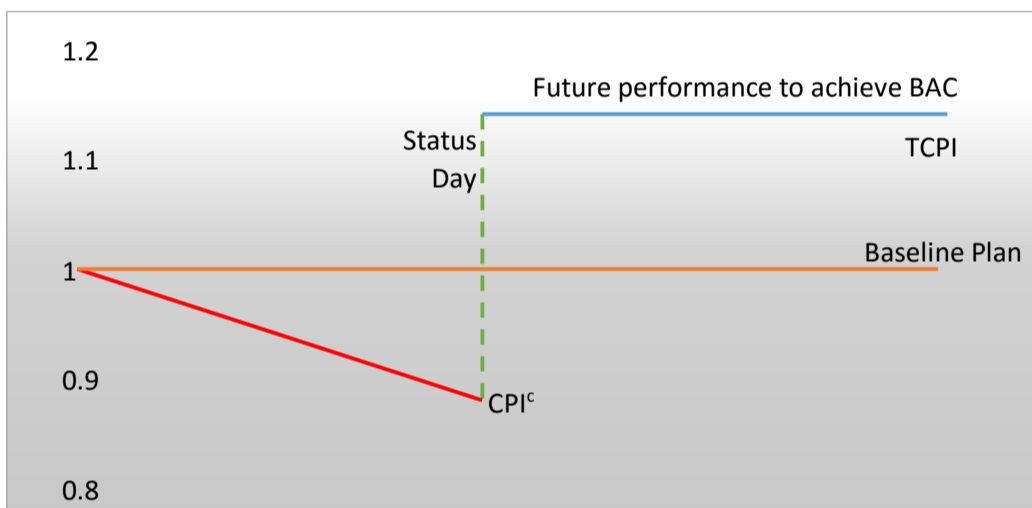 1.2
Future performance to achieve BAC
Status
1.1
TCPI
Day
Baseline Plan
1
0.9
CPIᶜ
0.8